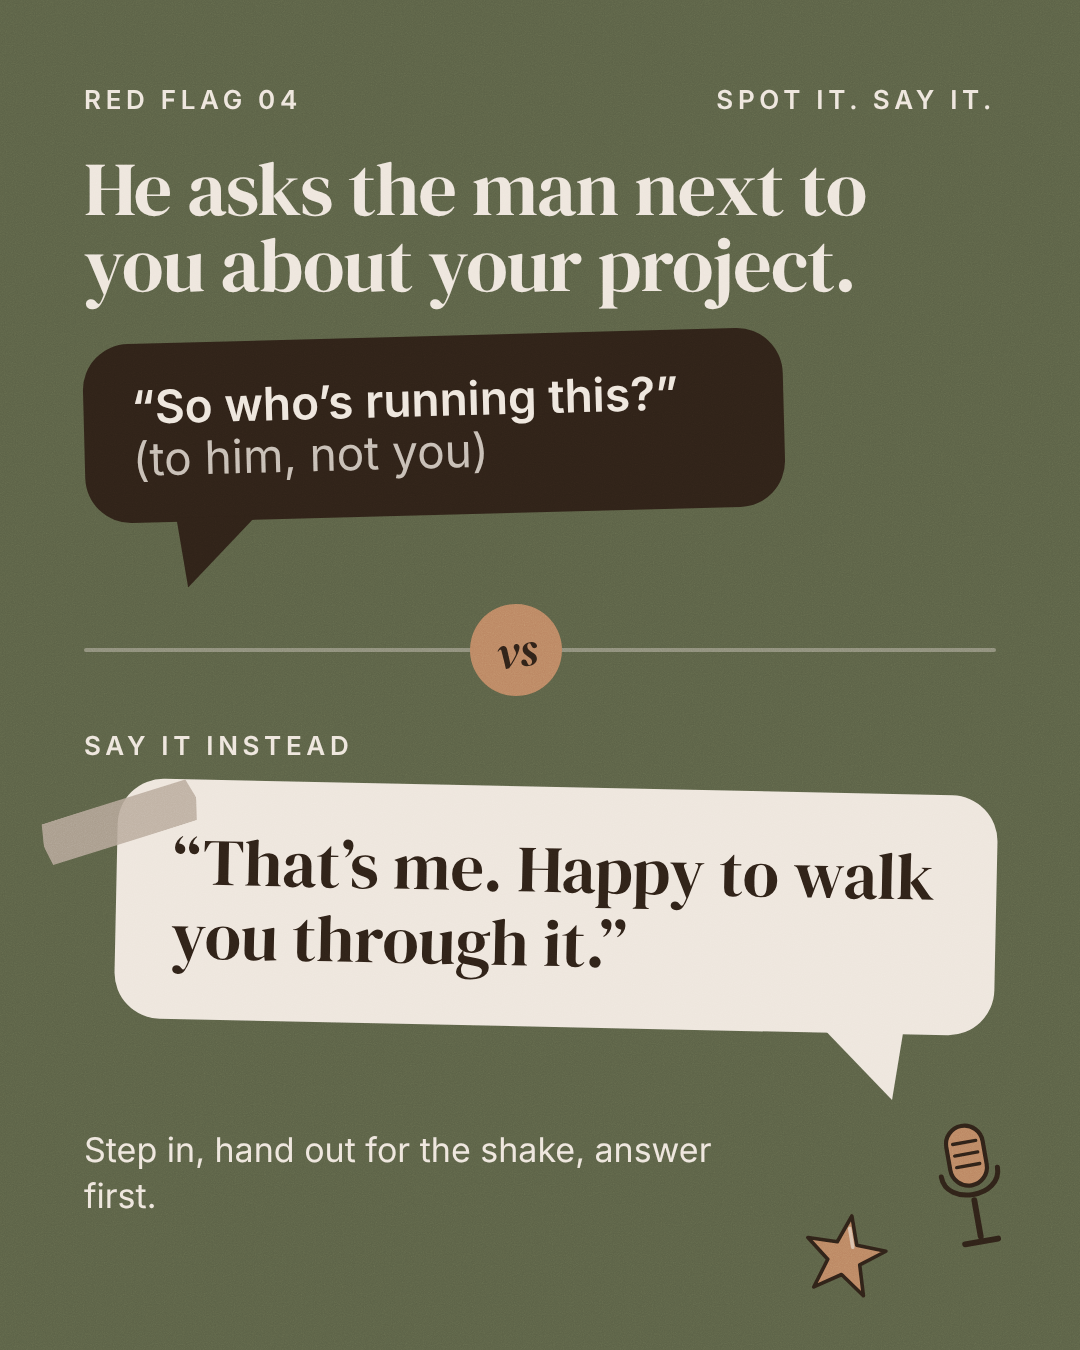 RED FLAG 04
SPOT IT. SAY IT.
He asks the man next to
you about your project.
“So who’s running this?”
(to him, not you)
vs
SAY IT INSTEAD
“That’s me. Happy to walk
you through it.”
Step in, hand out for the shake, answer
first.